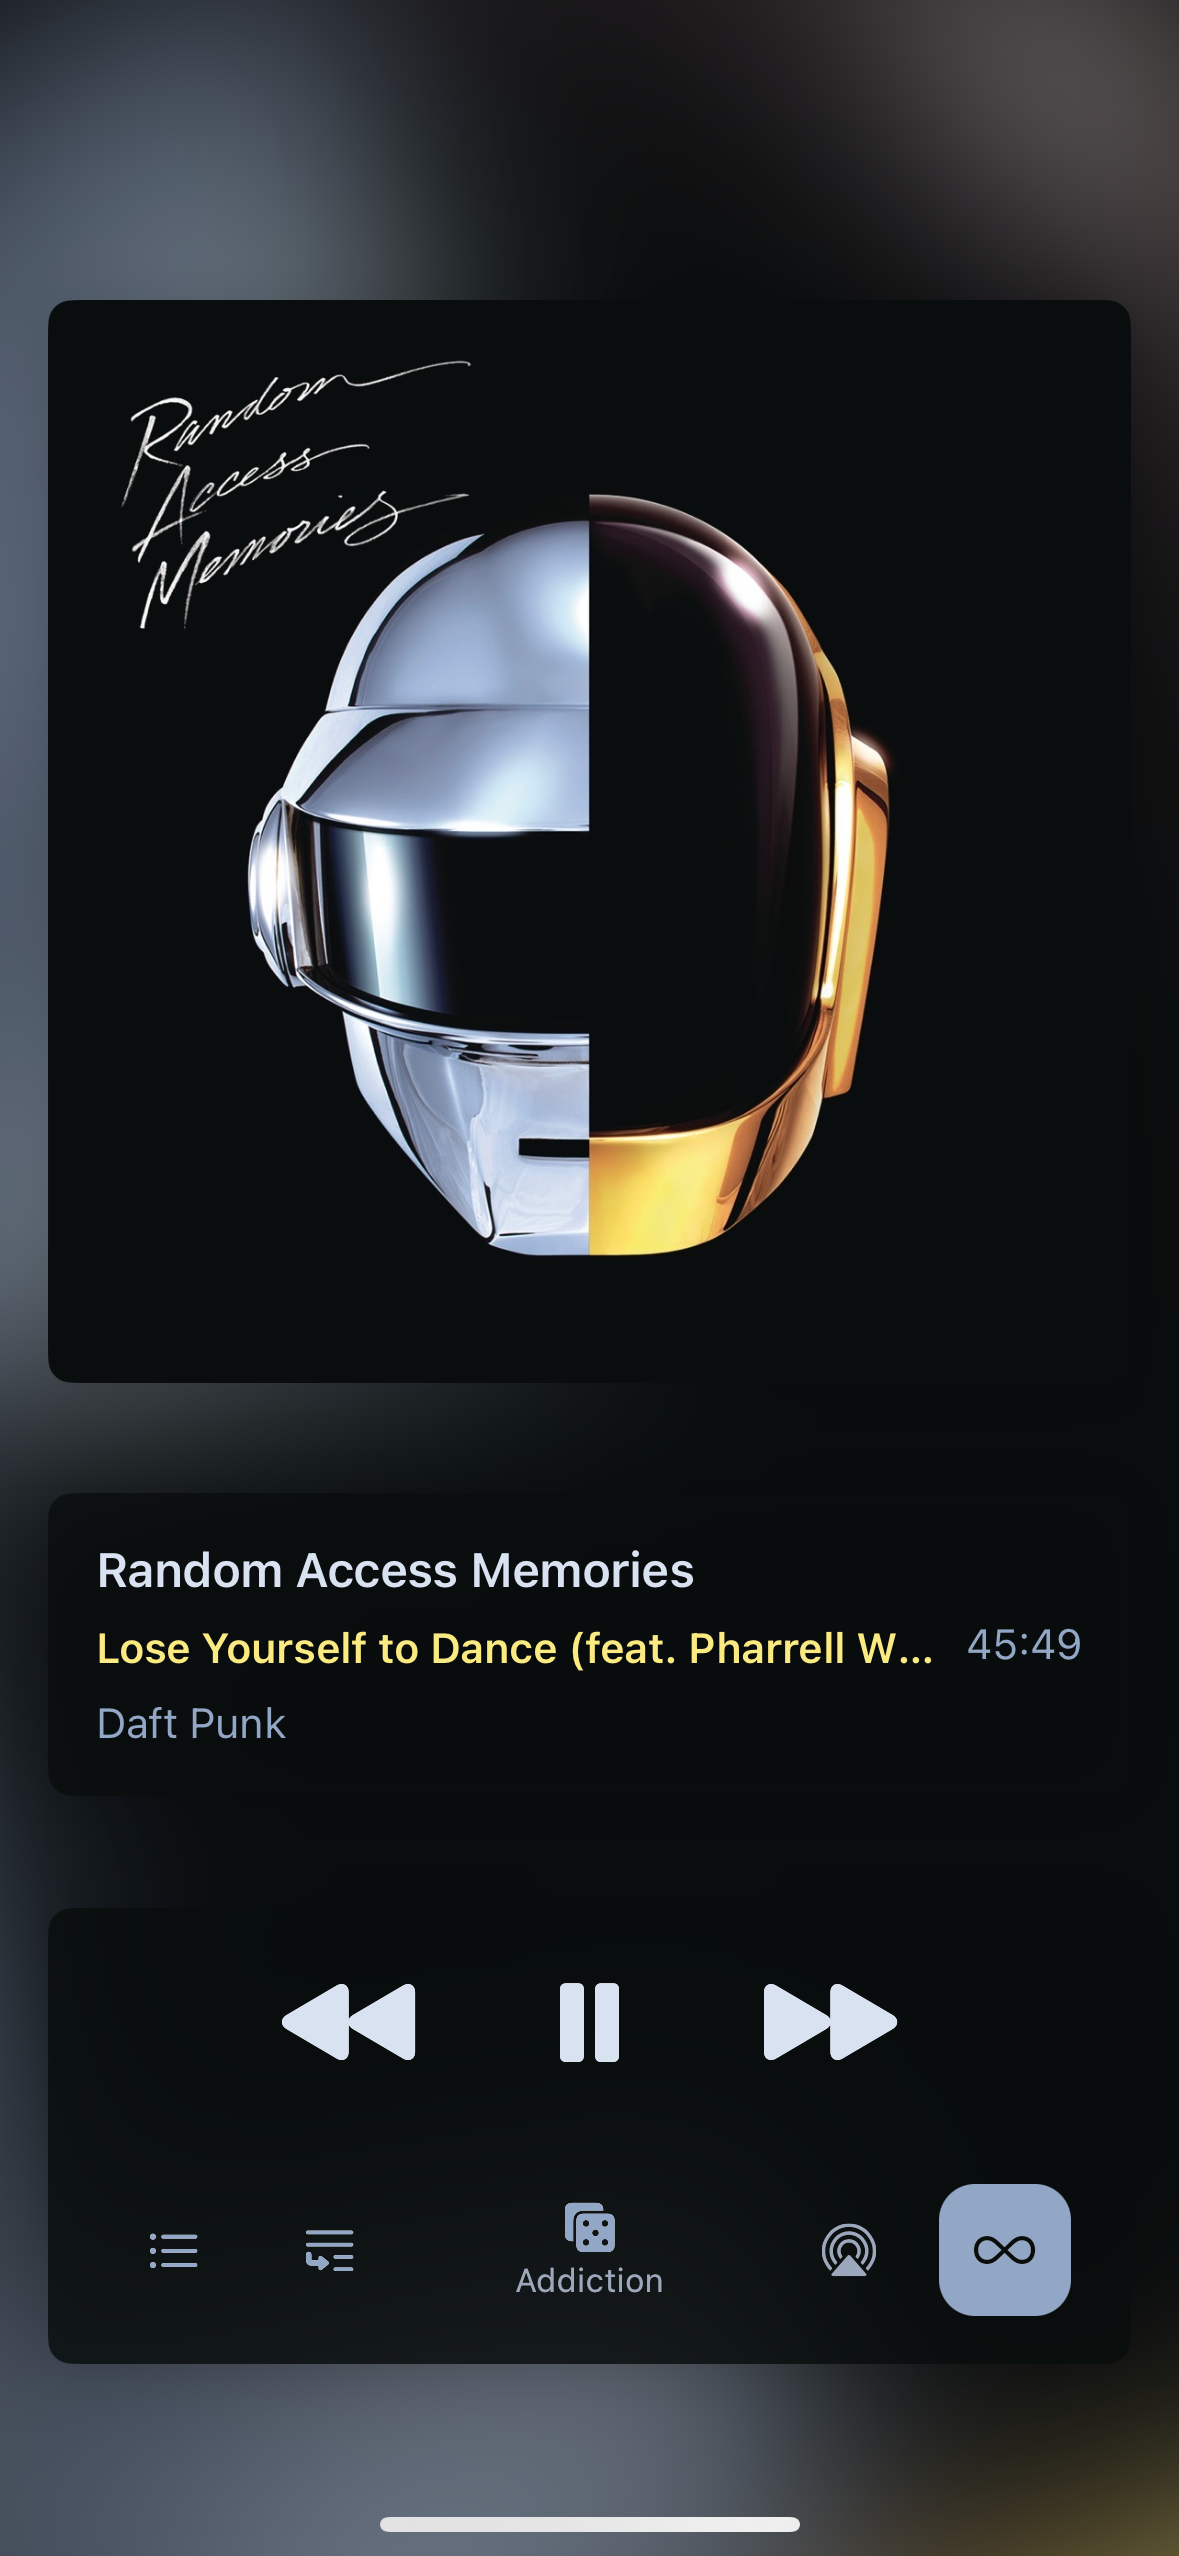 Random
Access
Memories
Random Access Memories
Lose Yourself to Dance (feat. Pharrell W... 45:49
Daft Punk
Addiction